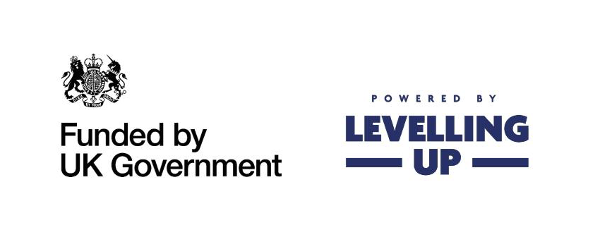 Funded by
UK Government
POWERED BY
LEVELLING
UP